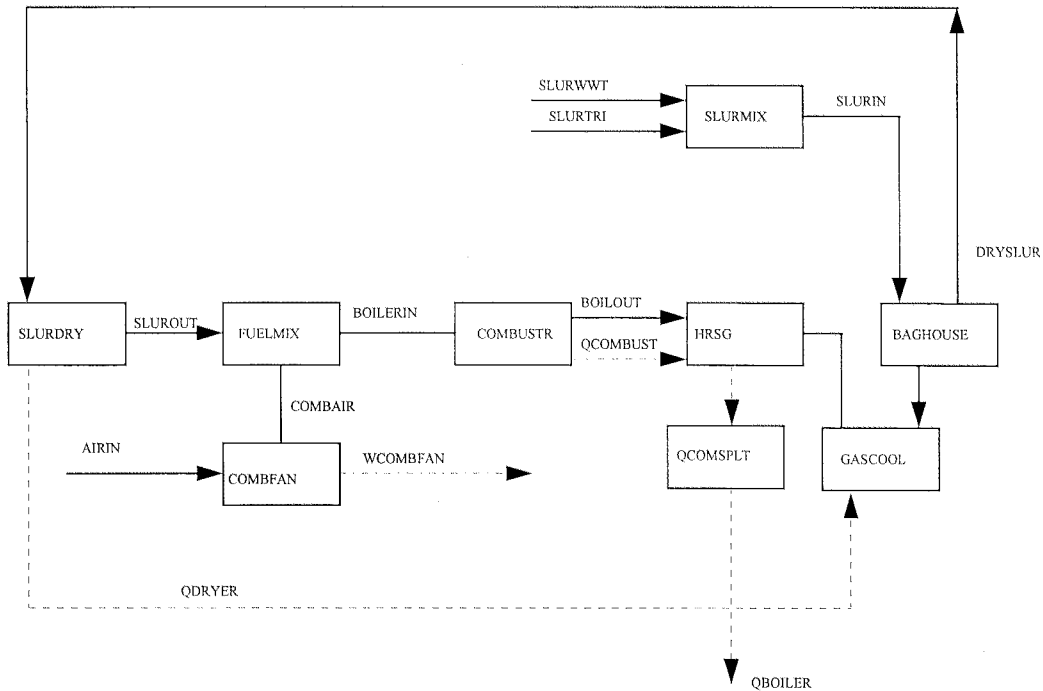 SLURWWT
SLURTRI
SLURMIX
SLURIN
DRYSLUR
SLURDRY
SLUROUT
FUELMIX
BOILERIN
COMBUSTR
BOILOUT
QCOMBUST
HRSG
BAGHOUSE
COMBAIR
AIRIN
COMBFAN
WCOMBFAN
QCOMSPLT
GASCOOL
QDRYER
QBOILER